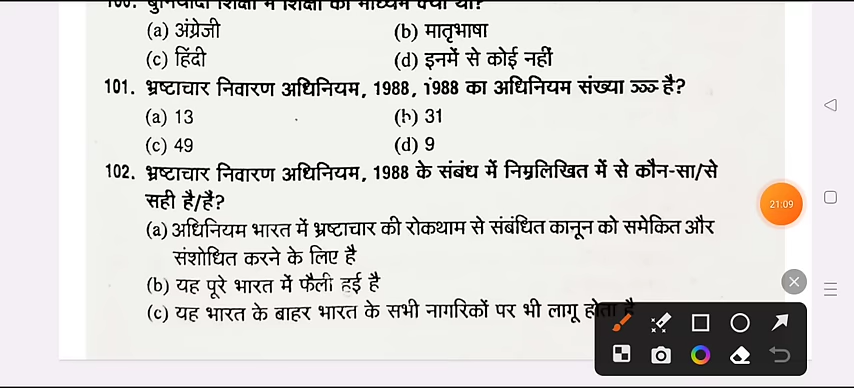 100. बुनियादी शिक्षा में शिक्षा का माध्यम क्या था?
(a) अंग्रेजी (b) मातृभाषा
(c) हिंदी (d) इनमें से कोई नहीं
101. भ्रष्टाचार निवारण अधिनियम, 1988, 1988 का अधिनियम संख्या है?
(a) 13 (b) 31
(c) 49 (d) 9
102. भ्रष्टाचार निवारण अधिनियम, 1988 के संबंध में निम्नलिखित में से कौन-सा/से
सही है/हैं?
(a) अधिनियम भारत में भ्रष्टाचार की रोकथाम से संबंधित कानून को समेकित और
संशोधित करने के लिए है
(b) यह पूरे भारत में फैली हुई है
(c) यह भारत के बाहर भारत के सभी नागरिकों पर भी लागू होता है
21:09